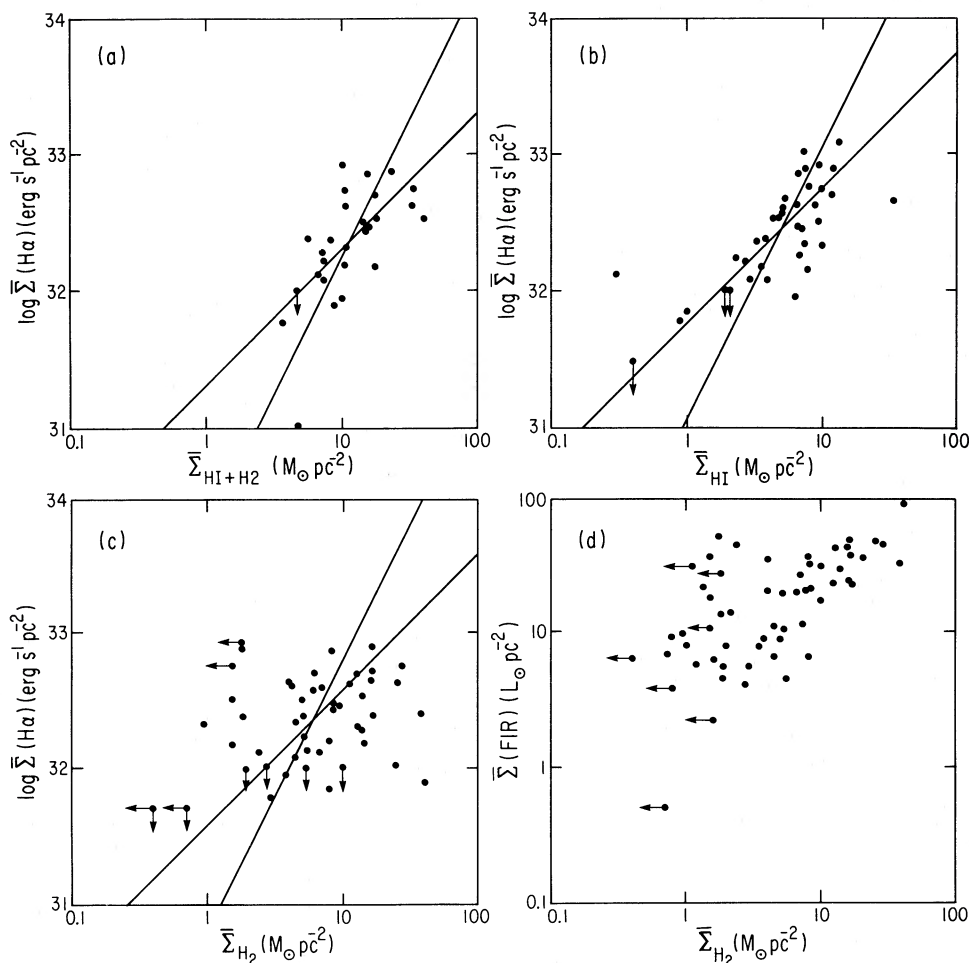 34
(a)
33
32
31
0.1 1 10 100
log Σ̅ (Hα) (erg s⁻¹ pc⁻²)
Σ̅HI+H2 (M⊙ pc⁻²)
34
(b)
33
32
31
0.1 1 10 100
log Σ̅ (Hα) (erg s⁻¹ pc⁻²)
Σ̅HI (M⊙ pc⁻²)
34
(c)
33
32
31
0.1 1 10 100
log Σ̅ (Hα) (erg s⁻¹ pc⁻²)
Σ̅H₂ (M⊙ pc⁻²)
100
(d)
10
1
0.1
0.1 1 10 100
Σ̅ (FIR) (L⊙ pc⁻²)
Σ̅H₂ (M⊙ pc⁻²)